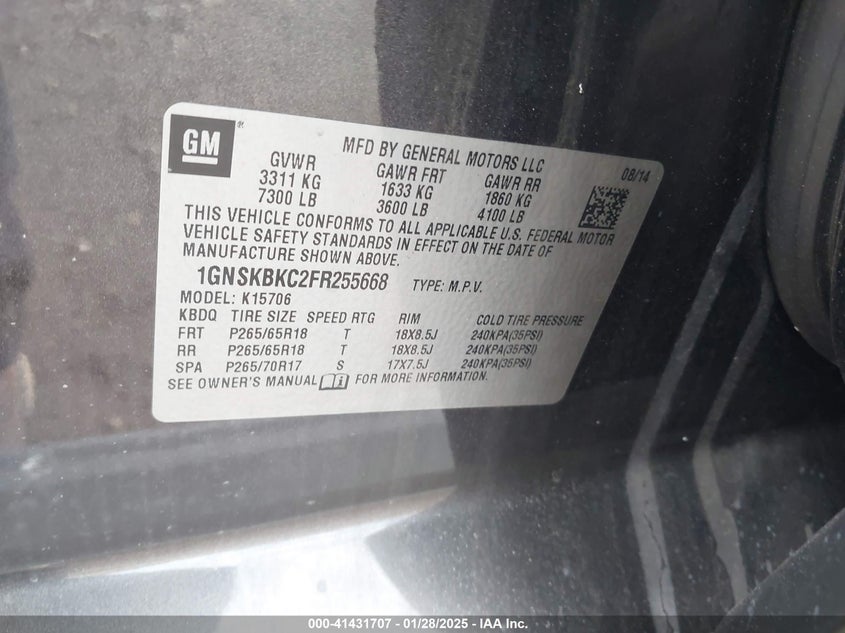 GM
MFD BY GENERAL MOTORS LLC
08/14
GVWR GAWR FRT GAWR RR
3311 KG 1633 KG 1860 KG
7300 LB 3600 LB 4100 LB
THIS VEHICLE CONFORMS TO ALL APPLICABLE U.S. FEDERAL MOTOR
VEHICLE SAFETY STANDARDS IN EFFECT ON THE DATE OF
MANUFACTURE SHOWN ABOVE.
1GNSKBKC2FR255668 TYPE: M.P.V.
MODEL: K15706
KBDQ TIRE SIZE SPEED RTG RIM COLD TIRE PRESSURE
FRT P265/65R18 T 18X8.5J 240KPA(35PSI)
RR P265/65R18 T 18X8.5J 240KPA(35PSI)
SPA P265/70R17 S 17X7.5J 240KPA(35PSI)
SEE OWNER'S MANUAL FOR MORE INFORMATION.
000-41431707 | 01/28/2025 - IAA Inc.